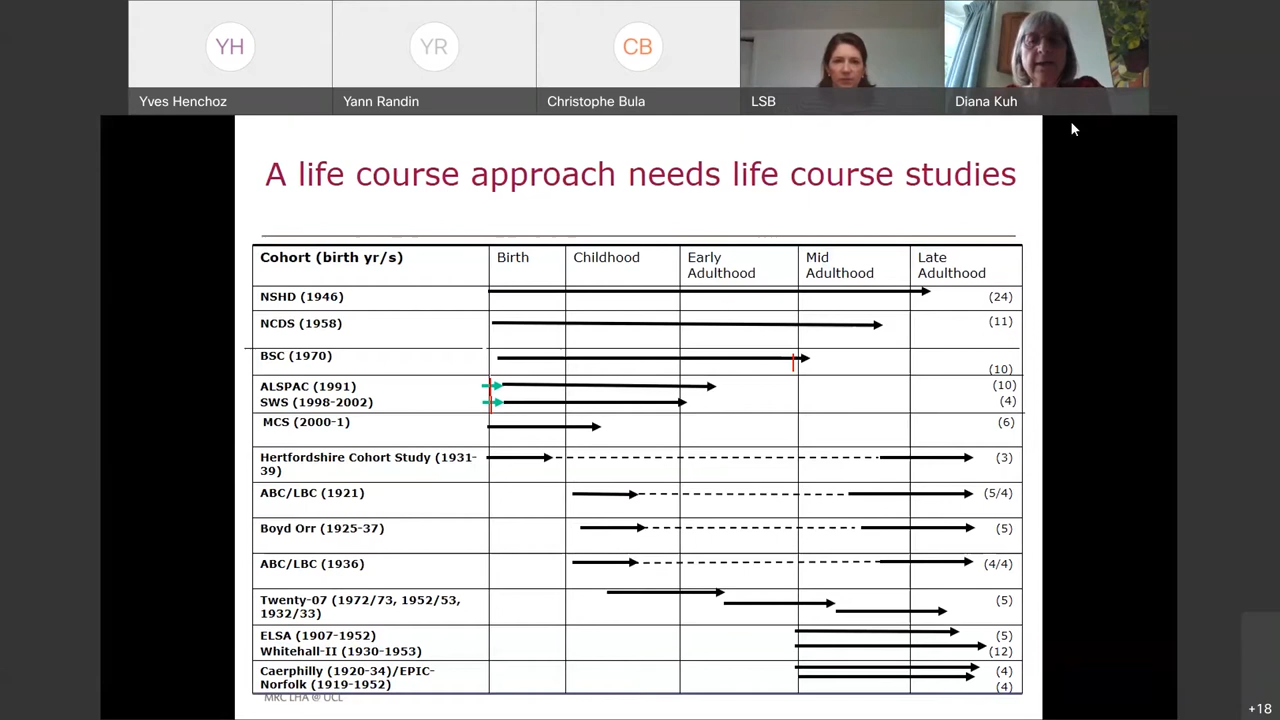 YH
YR
CB
Yves Henchoz
Yann Randin
Christophe Bula
LSB
Diana Kuh
A life course approach needs life course studies
Cohort (birth yr/s)
Birth
Childhood
Early
Adulthood
Mid
Adulthood
Late
Adulthood
NSHD (1946)
(24)
NCDS (1958)
(11)
BSC (1970)
(10)
ALSPAC (1991)
(10)
SWS (1998-2002)
(4)
MCS (2000-1)
(6)
Hertfordshire Cohort Study (1931-
39)
(3)
ABC/LBC (1921)
(5/4)
Boyd Orr (1925-37)
(5)
ABC/LBC (1936)
(4/4)
Twenty-07 (1972/73, 1952/53,
1932/33)
(5)
ELSA (1907-1952)
(5)
Whitehall-II (1930-1953)
(12)
Caerphilly (1920-34)/EPIC-
Norfolk (1919-1952)
(4)
(4)
MRC LHA @ UCL
+18